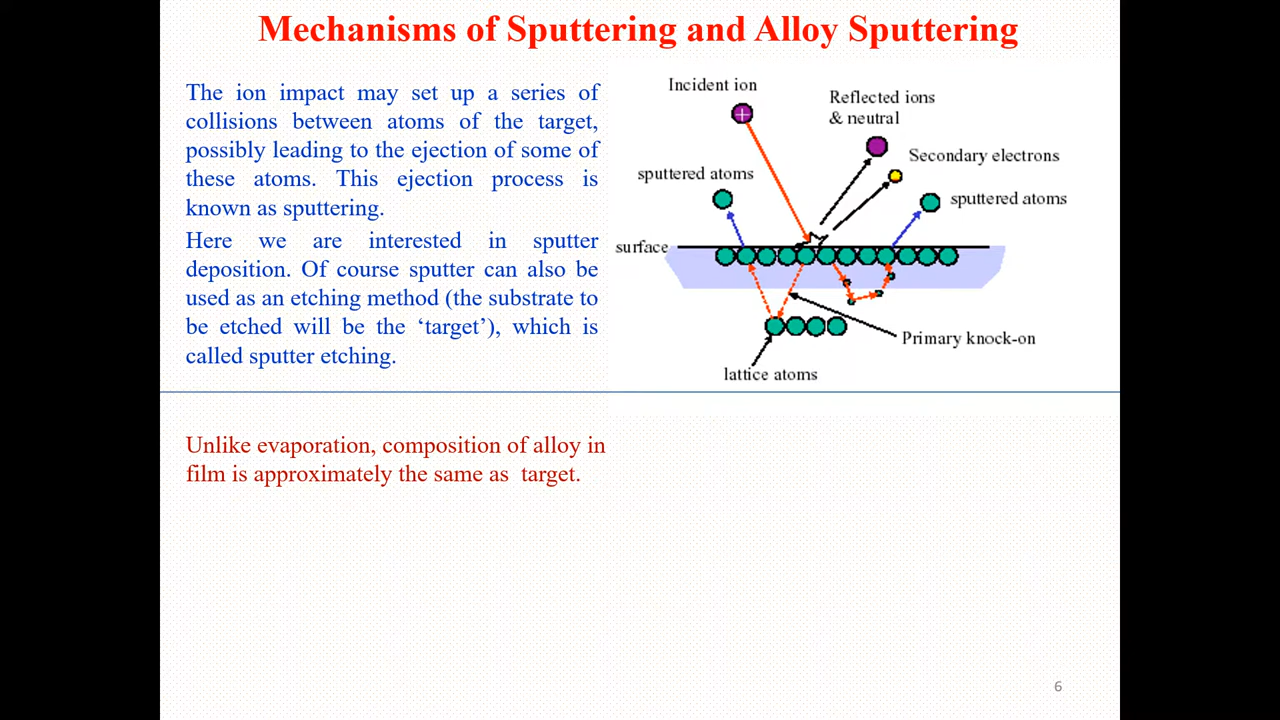 Mechanisms of Sputtering and Alloy Sputtering
The ion impact may set up a series of
collisions between atoms of the target,
possibly leading to the ejection of some of
these atoms. This ejection process is
known as sputtering.
Here we are interested in sputter
deposition. Of course sputter can also be
used as an etching method (the substrate to
be etched will be the ‘target’), which is
called sputter etching.
Incident ion
Reflected ions
& neutral
Secondary electrons
sputtered atoms
sputtered atoms
surface
Primary knock-on
lattice atoms
Unlike evaporation, composition of alloy in
film is approximately the same as target.
6